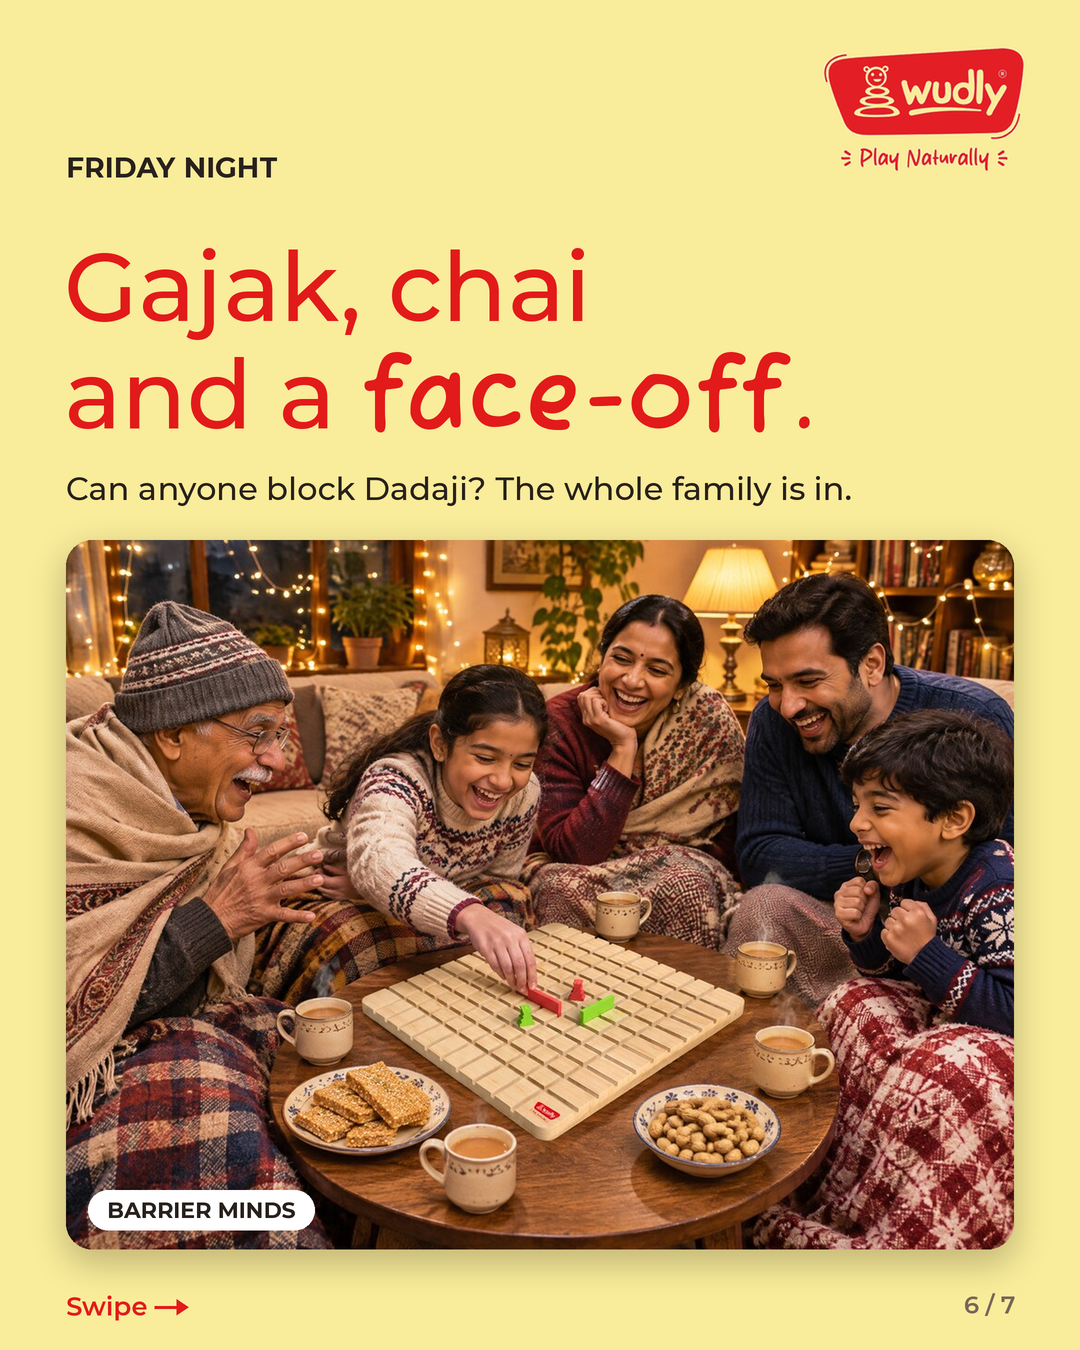 wudly
Play Naturally
FRIDAY NIGHT
Gajak, chai
and a face-off.
Can anyone block Dadaji? The whole family is in.
wudly
BARRIER MINDS
Swipe →
6 / 7